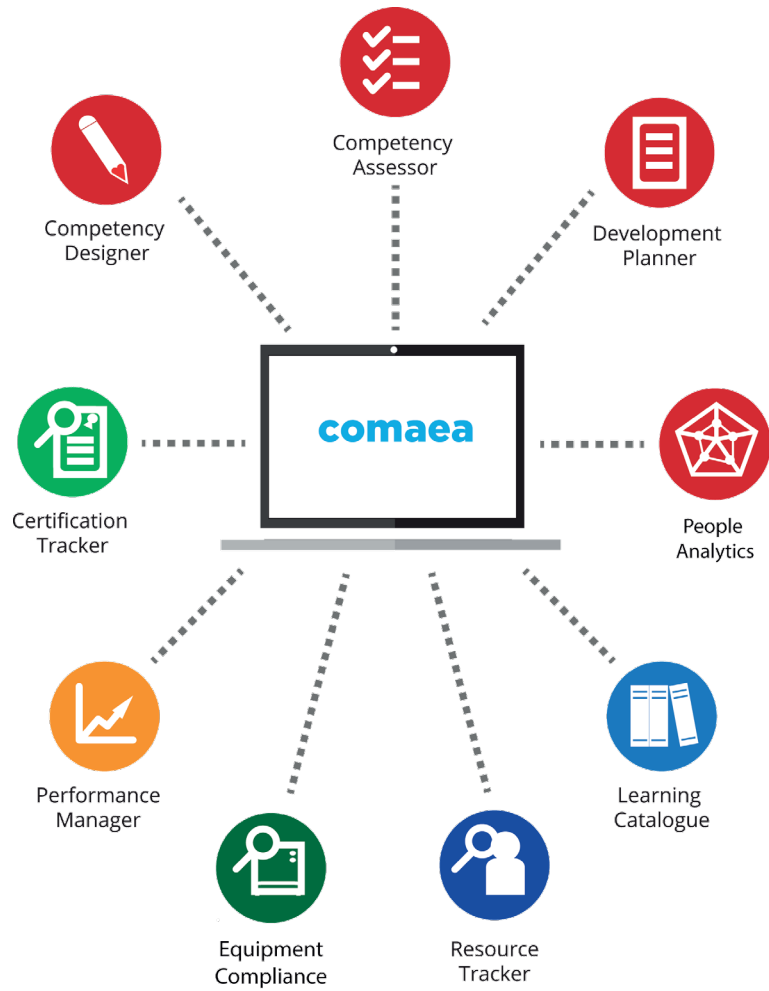 Competency
Assessor
Competency
Designer
Development
Planner
comaea
Certification
Tracker
People
Analytics
Performance
Manager
Learning
Catalogue
Equipment
Compliance
Resource
Tracker